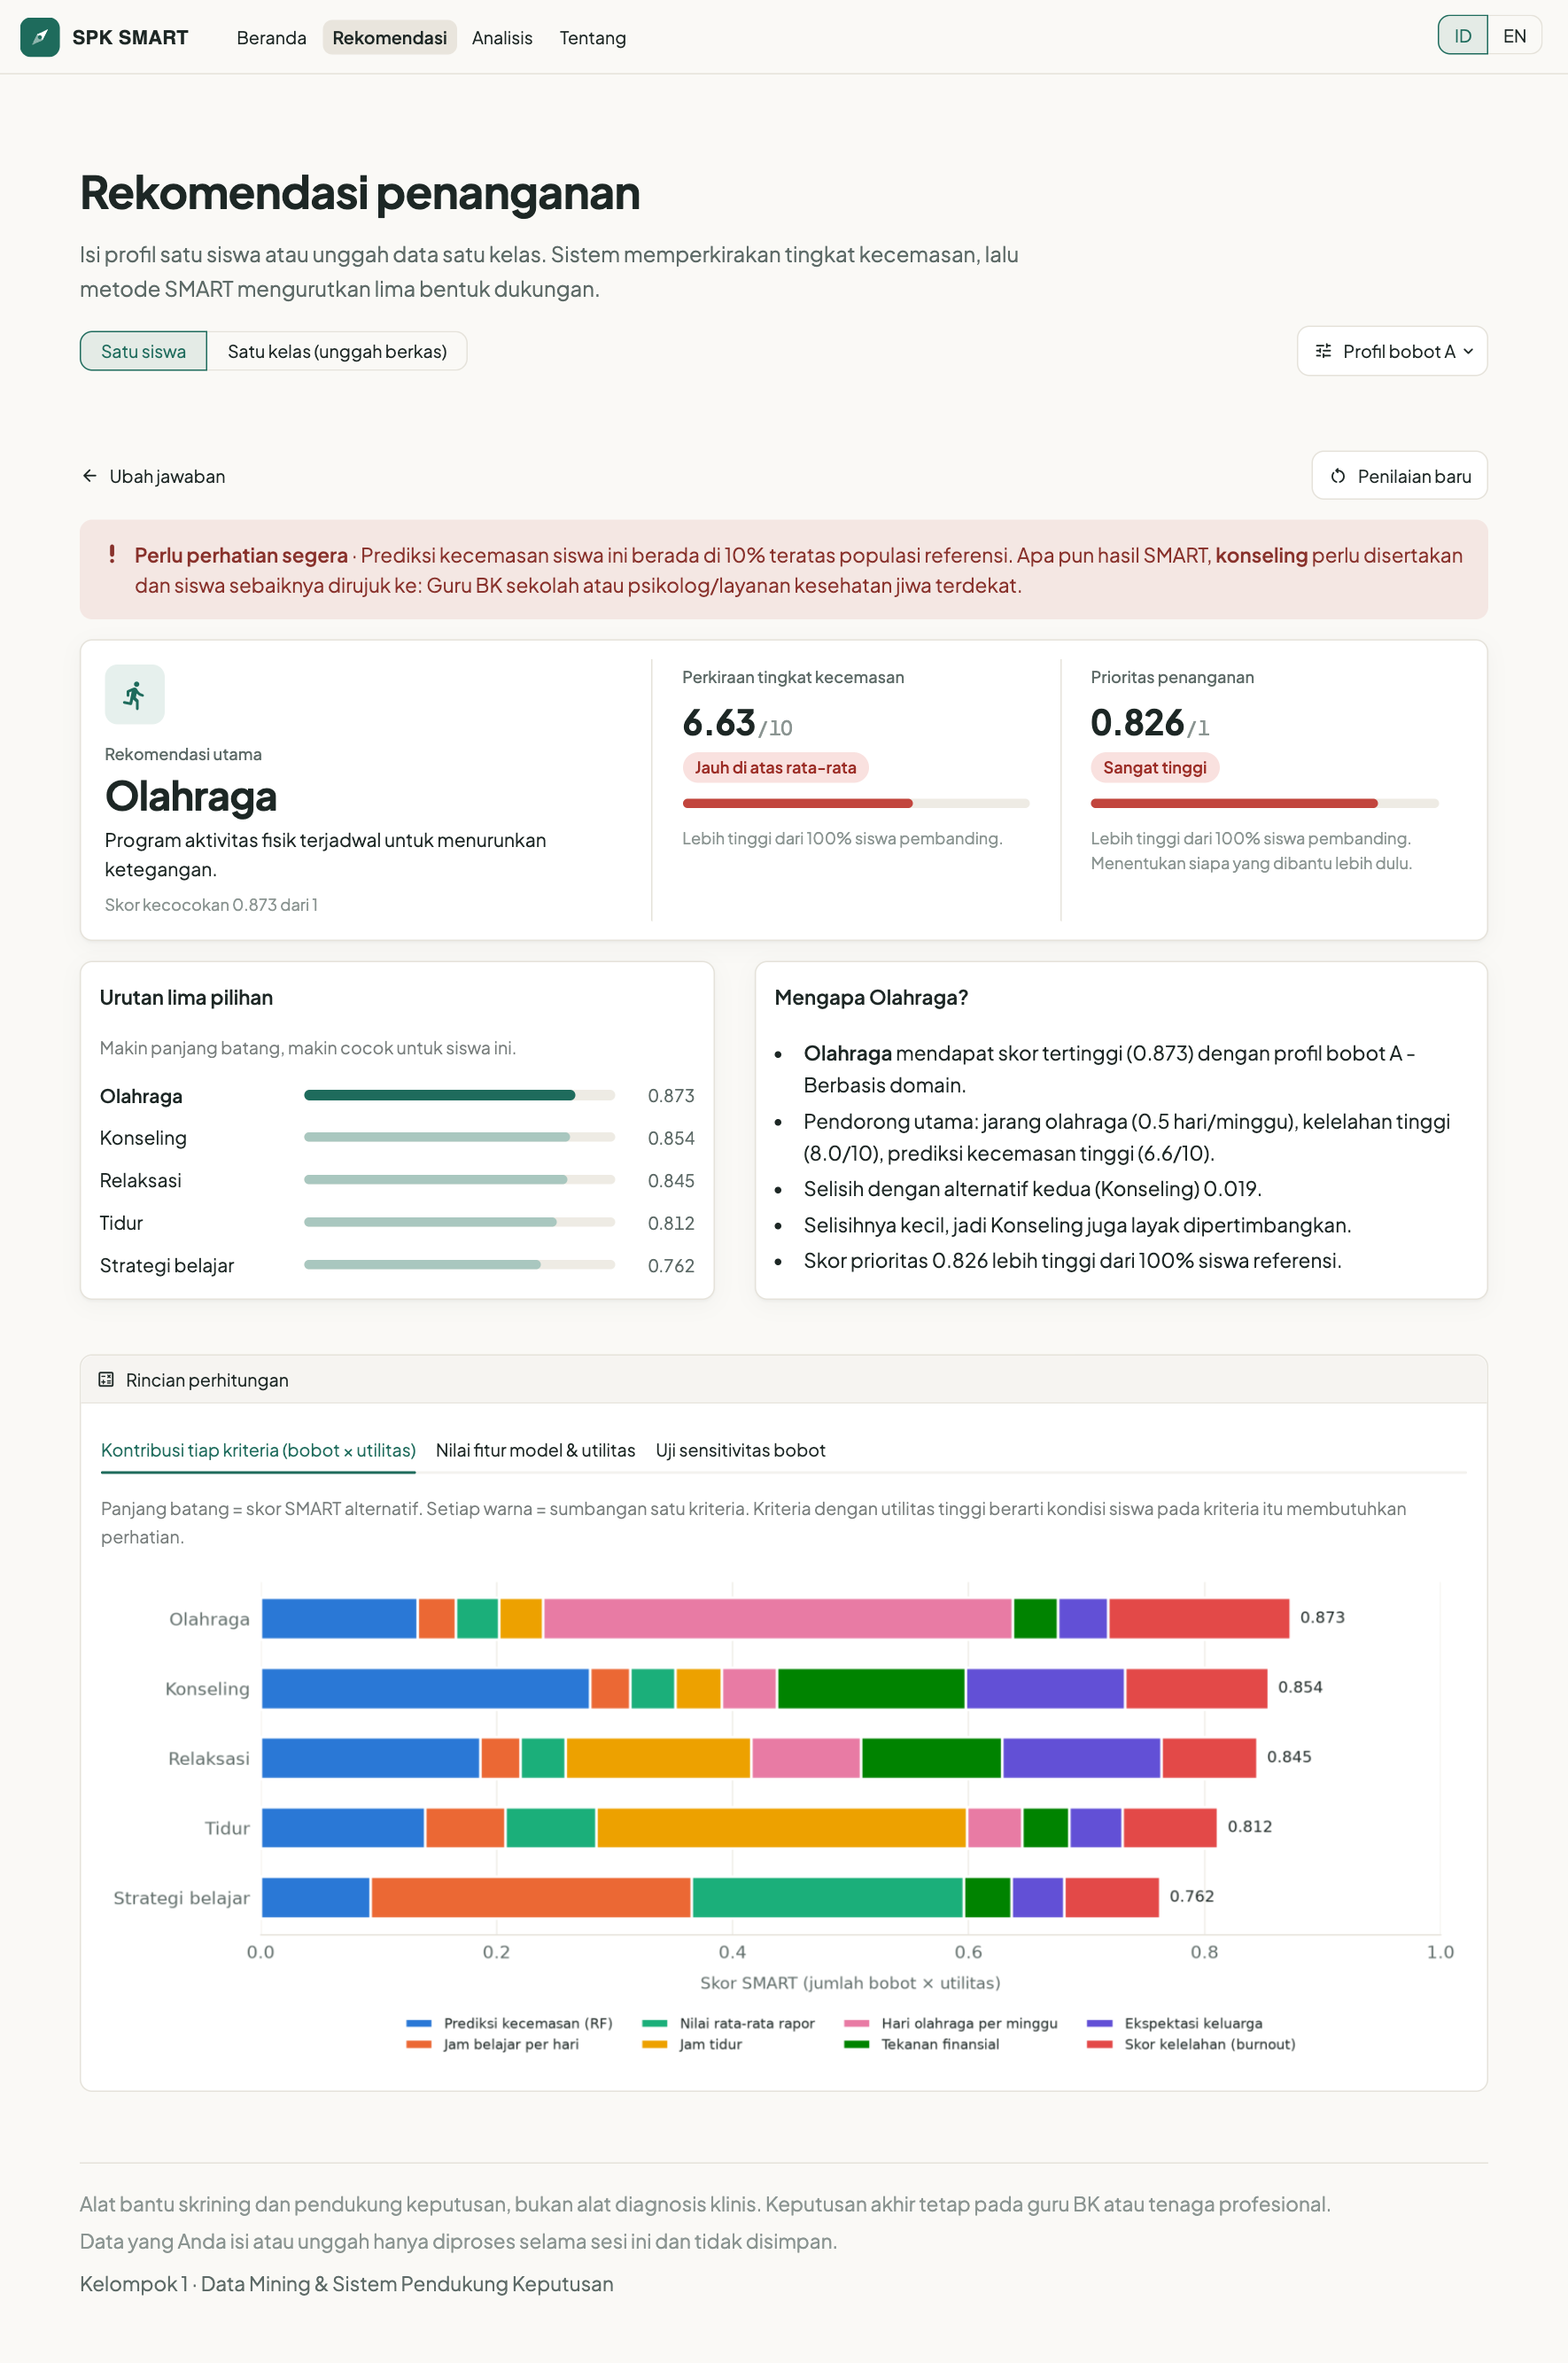 SPK SMART
Beranda
Rekomendasi
Analisis
Tentang
ID
EN
Rekomendasi penanganan
Isi profil satu siswa atau unggah data satu kelas. Sistem memperkirakan tingkat kecemasan, lalu
metode SMART mengurutkan lima bentuk dukungan.
Satu siswa
Satu kelas (unggah berkas)
Profil bobot A
Ubah jawaban
Penilaian baru
Perlu perhatian segera · Prediksi kecemasan siswa ini berada di 10% teratas populasi referensi. Apa pun hasil SMART, konseling perlu disertakan
dan siswa sebaiknya dirujuk ke: Guru BK sekolah atau psikolog/layanan kesehatan jiwa terdekat.
Rekomendasi utama
Olahraga
Program aktivitas fisik terjadwal untuk menurunkan
ketegangan.
Skor kecocokan 0.873 dari 1
Perkiraan tingkat kecemasan
6.63/10
Jauh di atas rata-rata
Lebih tinggi dari 100% siswa pembanding.
Prioritas penanganan
0.826/1
Sangat tinggi
Lebih tinggi dari 100% siswa pembanding.
Menentukan siapa yang dibantu lebih dulu.
Urutan lima pilihan
Makin panjang batang, makin cocok untuk siswa ini.
Olahraga 0.873
Konseling 0.854
Relaksasi 0.845
Tidur 0.812
Strategi belajar 0.762
Mengapa Olahraga?
• Olahraga mendapat skor tertinggi (0.873) dengan profil bobot A -
Berbasis domain.
• Pendorong utama: jarang olahraga (0.5 hari/minggu), kelelahan tinggi
(8.0/10), prediksi kecemasan tinggi (6.6/10).
• Selisih dengan alternatif kedua (Konseling) 0.019.
• Selisihnya kecil, jadi Konseling juga layak dipertimbangkan.
• Skor prioritas 0.826 lebih tinggi dari 100% siswa referensi.
Rincian perhitungan
Kontribusi tiap kriteria (bobot × utilitas)
Nilai fitur model & utilitas
Uji sensitivitas bobot
Panjang batang = skor SMART alternatif. Setiap warna = sumbangan satu kriteria. Kriteria dengan utilitas tinggi berarti kondisi siswa pada kriteria itu membutuhkan
perhatian.
Olahraga 0.873
Konseling 0.854
Relaksasi 0.845
Tidur 0.812
Strategi belajar 0.762
0.0 0.2 0.4 0.6 0.8 1.0
Skor SMART (jumlah bobot × utilitas)
Prediksi kecemasan (RF) Nilai rata-rata rapor Hari olahraga per minggu Ekspektasi keluarga
Jam belajar per hari Jam tidur Tekanan finansial Skor kelelahan (burnout)
Alat bantu skrining dan pendukung keputusan, bukan alat diagnosis klinis. Keputusan akhir tetap pada guru BK atau tenaga profesional.
Data yang Anda isi atau unggah hanya diproses selama sesi ini dan tidak disimpan.
Kelompok 1 · Data Mining & Sistem Pendukung Keputusan